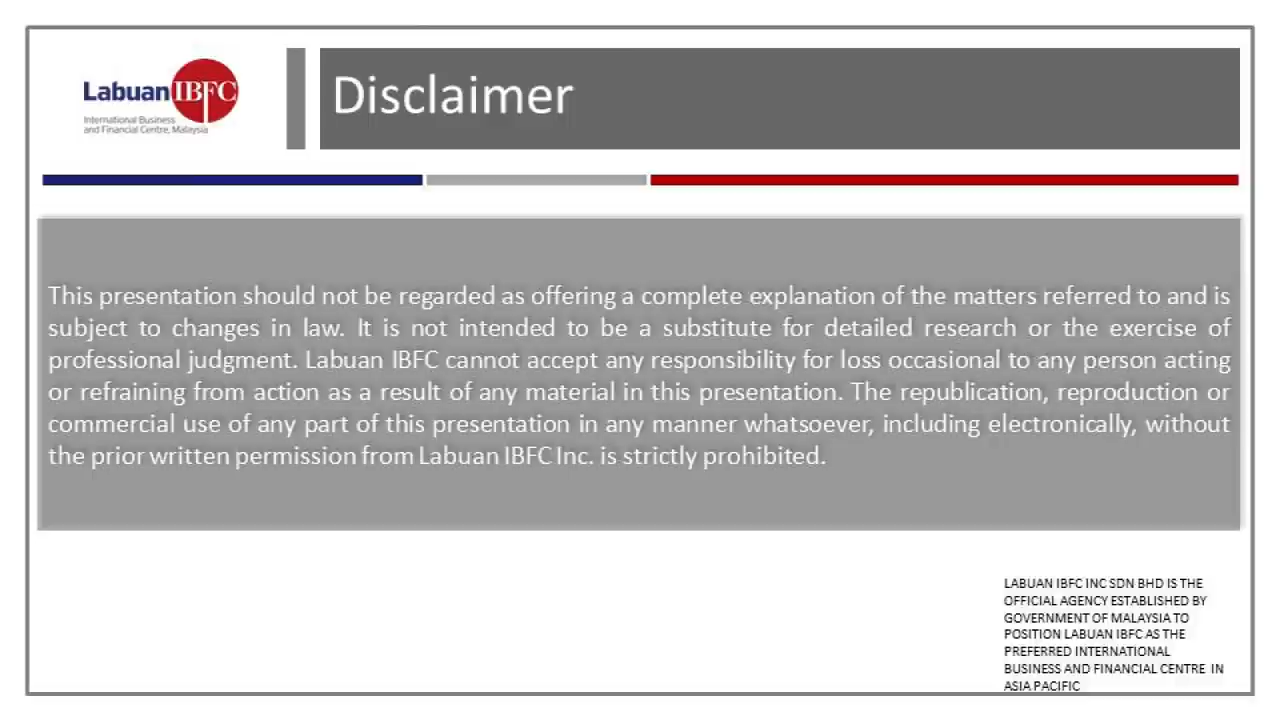 LabuanIBFC
International Business
and Financial Centre, Malaysia
Disclaimer
This presentation should not be regarded as offering a complete explanation of the matters referred to and is
subject to changes in law. It is not intended to be a substitute for detailed research or the exercise of
professional judgment. Labuan IBFC cannot accept any responsibility for loss occasional to any person acting
or refraining from action as a result of any material in this presentation. The republication, reproduction or
commercial use of any part of this presentation in any manner whatsoever, including electronically, without
the prior written permission from Labuan IBFC Inc. is strictly prohibited.
LABUAN IBFC INC SDN BHD IS THE
OFFICIAL AGENCY ESTABLISHED BY
GOVERNMENT OF MALAYSIA TO
POSITION LABUAN IBFC AS THE
PREFERRED INTERNATIONAL
BUSINESS AND FINANCIAL CENTRE IN
ASIA PACIFIC